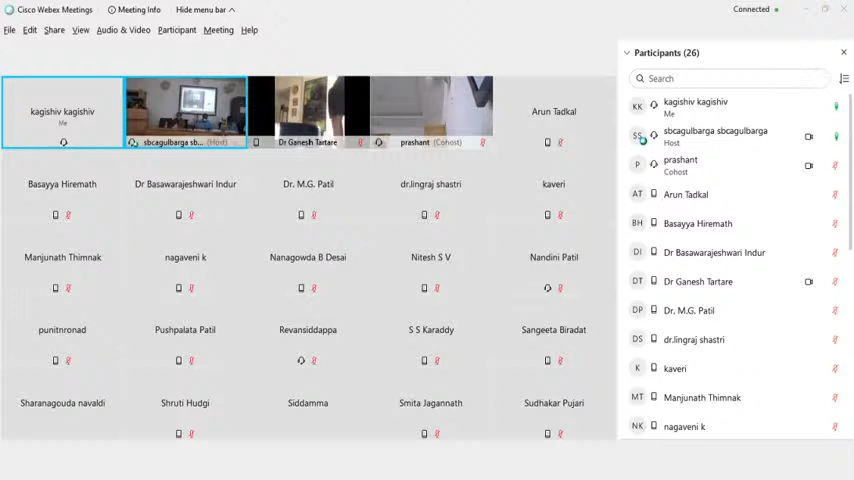 Cisco Webex Meetings
Meeting Info
Hide menu bar
Connected
File Edit Share View Audio & Video Participant Meeting Help
Participants (26)
Search
kagishiv kagishiv
Me
sbcagulbarga sb... (Host)
Dr Ganesh Tartare
prashant (Cohost)
Arun Tadkal
Basayya Hiremath
Dr Basawarajeshwari Indur
Dr. M.G. Patil
dr.lingraj shastri
kaveri
Manjunath Thimnak
nagaveni k
Nanagowda B Desai
Nitesh S V
Nandini Patil
punitnronad
Pushpalata Patil
Revansiddappa
S S Karaddy
Sangeeta Biradat
Sharanagouda navaldi
Shruti Hudgi
Siddamma
Smita Jagannath
Sudhakar Pujari
KK kagishiv kagishiv
Me
SS sbcagulbarga sbcagulbarga
Host
P prashant
Cohost
AT Arun Tadkal
BH Basayya Hiremath
DI Dr Basawarajeshwari Indur
DT Dr Ganesh Tartare
DP Dr. M.G. Patil
DS dr.lingraj shastri
K kaveri
MT Manjunath Thimnak
NK nagaveni k